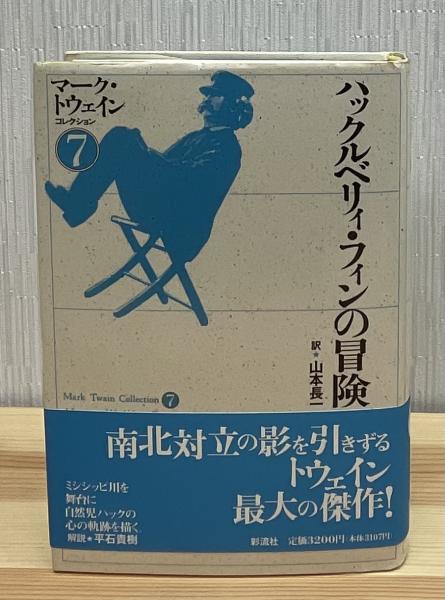 マーク・
トウェイン
コレクション
7
ハックルベリィ・フィンの冒険
訳★山本長一
Mark Twain Collection 7
南北対立の影を引きずる
トウェイン
最大の傑作!
ミシシッピ川を
舞台に
自然児ハックの
心の軌跡を描く。
解説★平石貴樹
彩流社 定価3200円(本体3107円)